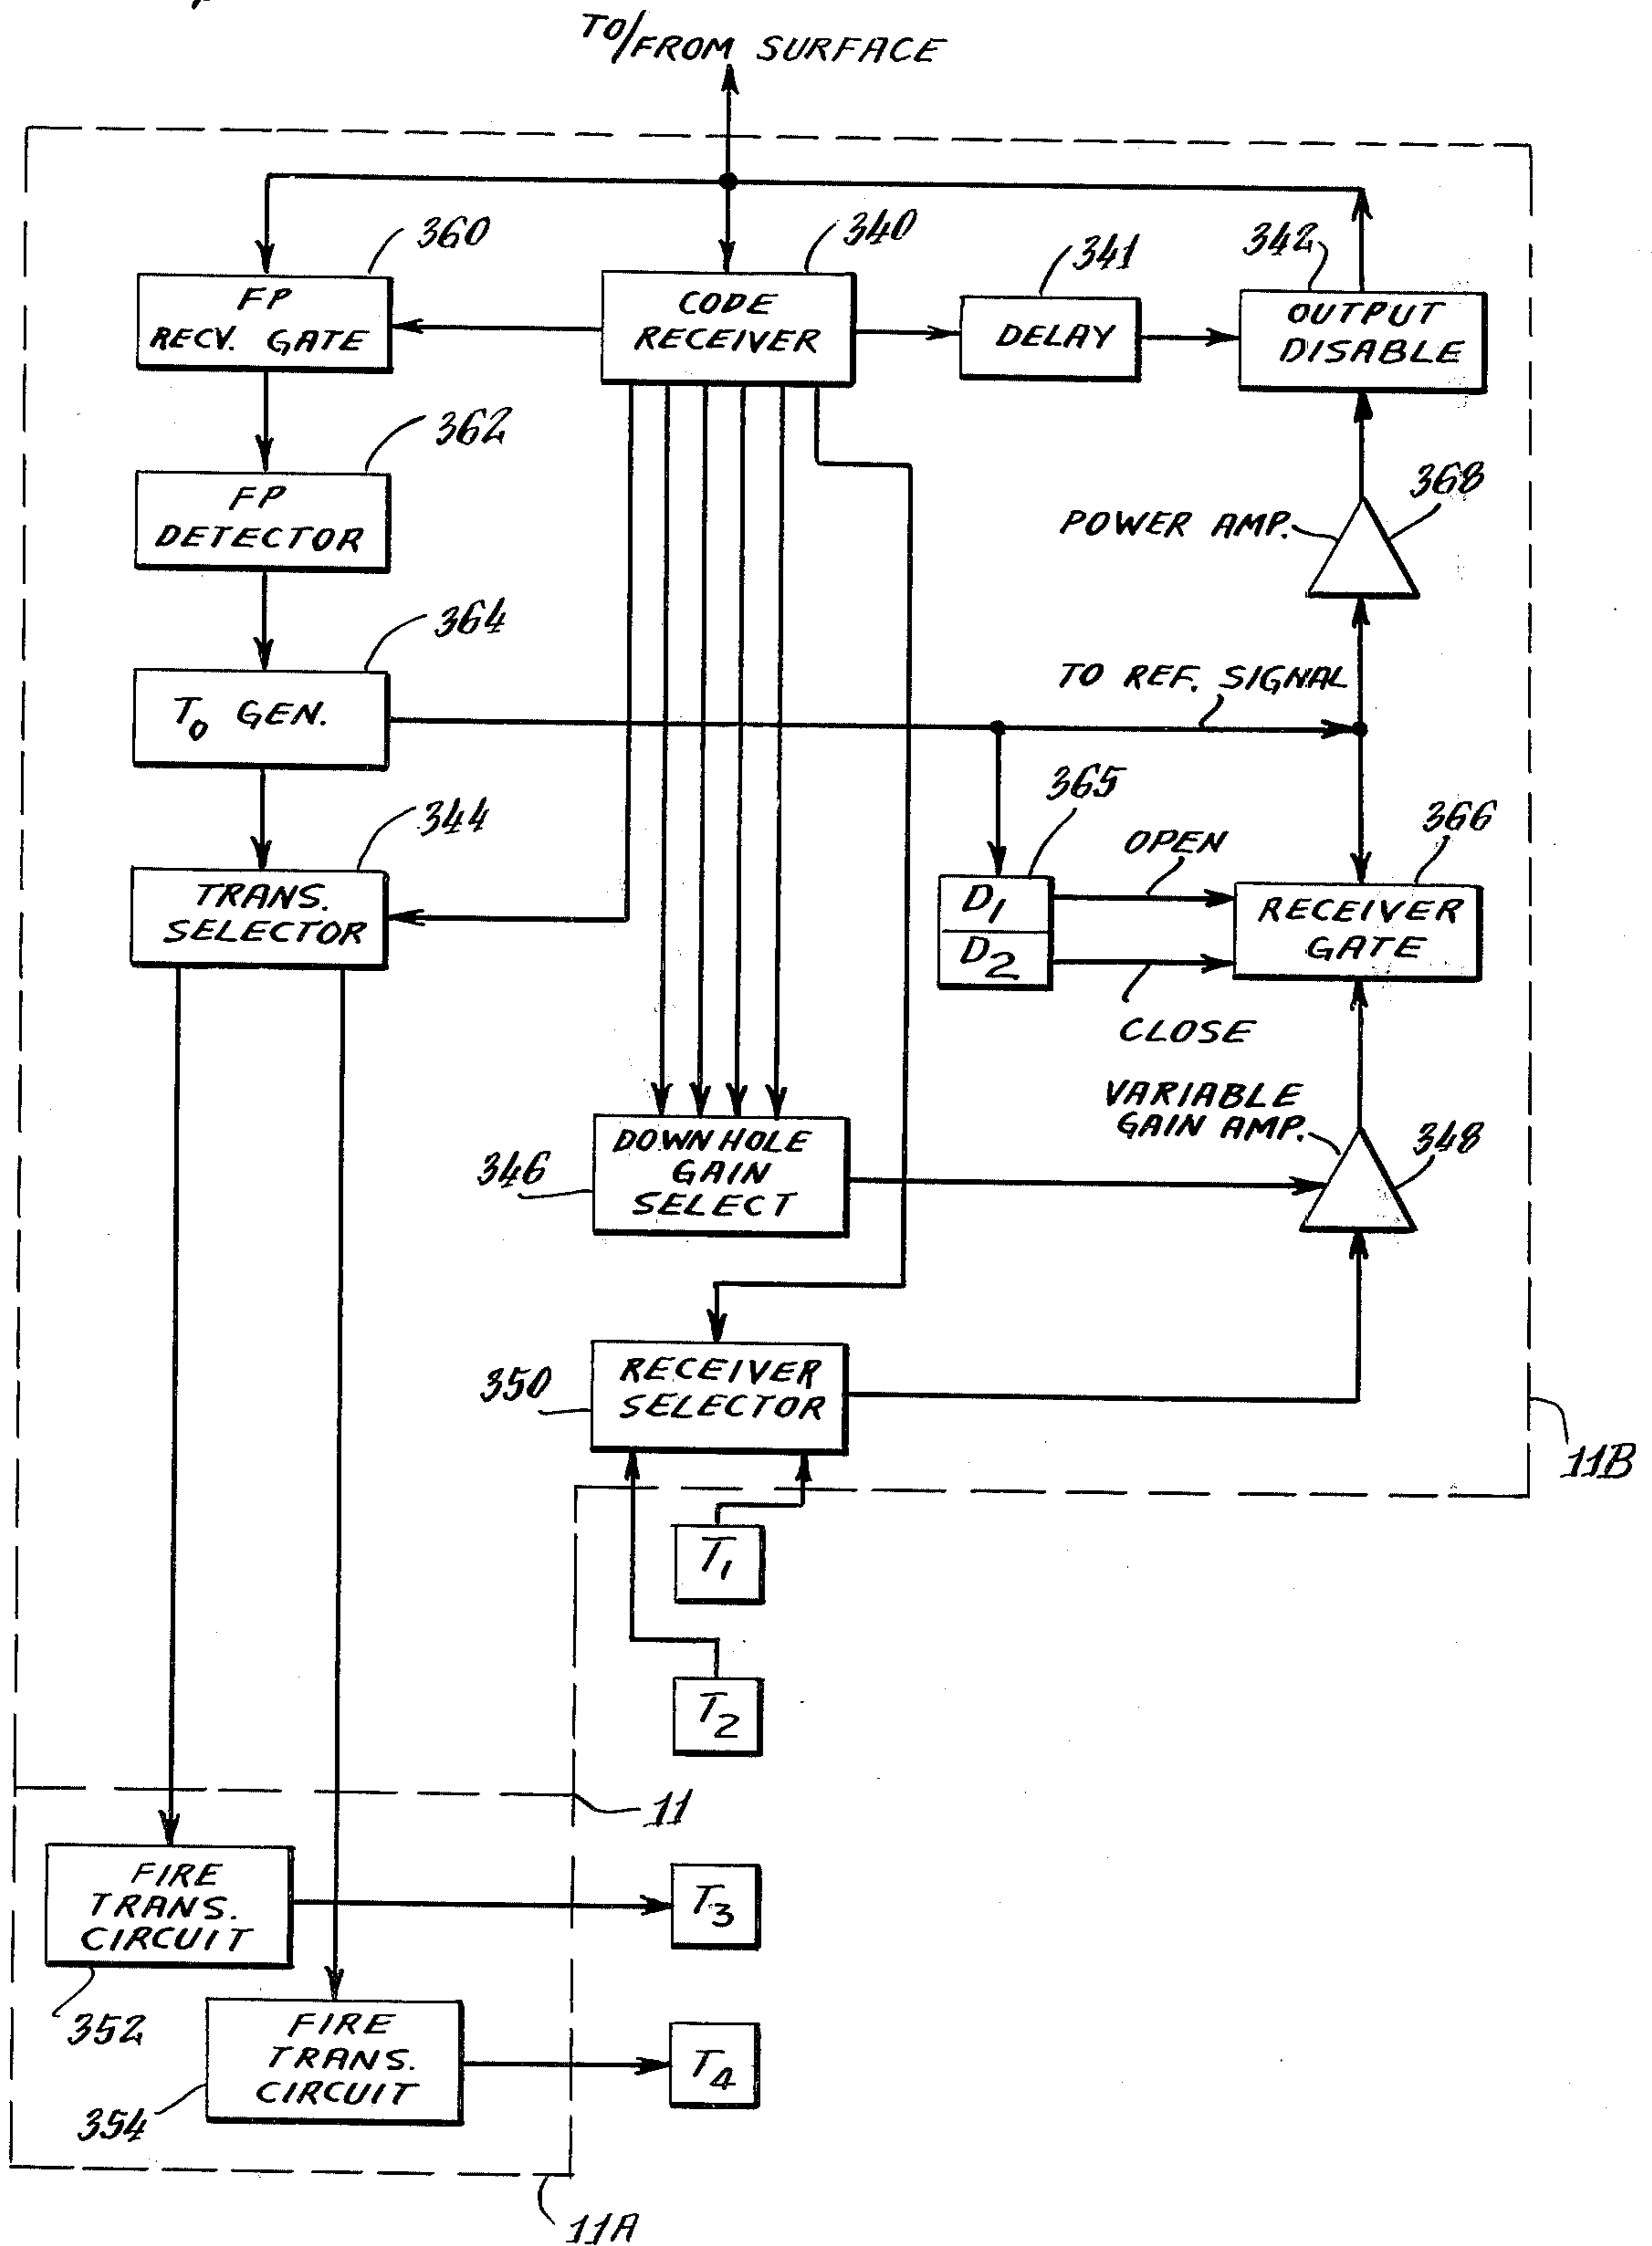 TO/FROM SURFACE
360
340
341
342
FP
RECV. GATE
CODE
RECEIVER
DELAY
OUTPUT
DISABLE
362
FP
DETECTOR
368
POWER AMP.
364
T0 GEN.
TO REF. SIGNAL
344
365
366
OPEN
TRANS.
SELECTOR
D1
D2
RECEIVER
GATE
CLOSE
VARIABLE
GAIN AMP.
348
346
DOWN HOLE
GAIN
SELECT
350
RECEIVER
SELECTOR
11B
T1
T2
11
FIRE
TRANS.
CIRCUIT
T3
352
FIRE
TRANS.
CIRCUIT
T4
354
11A